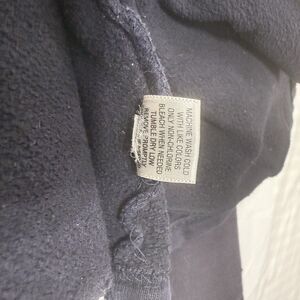 MACHINE WASH COLD
WITH LIKE COLORS
ONLY NON-CHLORINE
BLEACH WHEN NEEDED
TUMBLE DRY LOW
REMOVE PROMPTLY